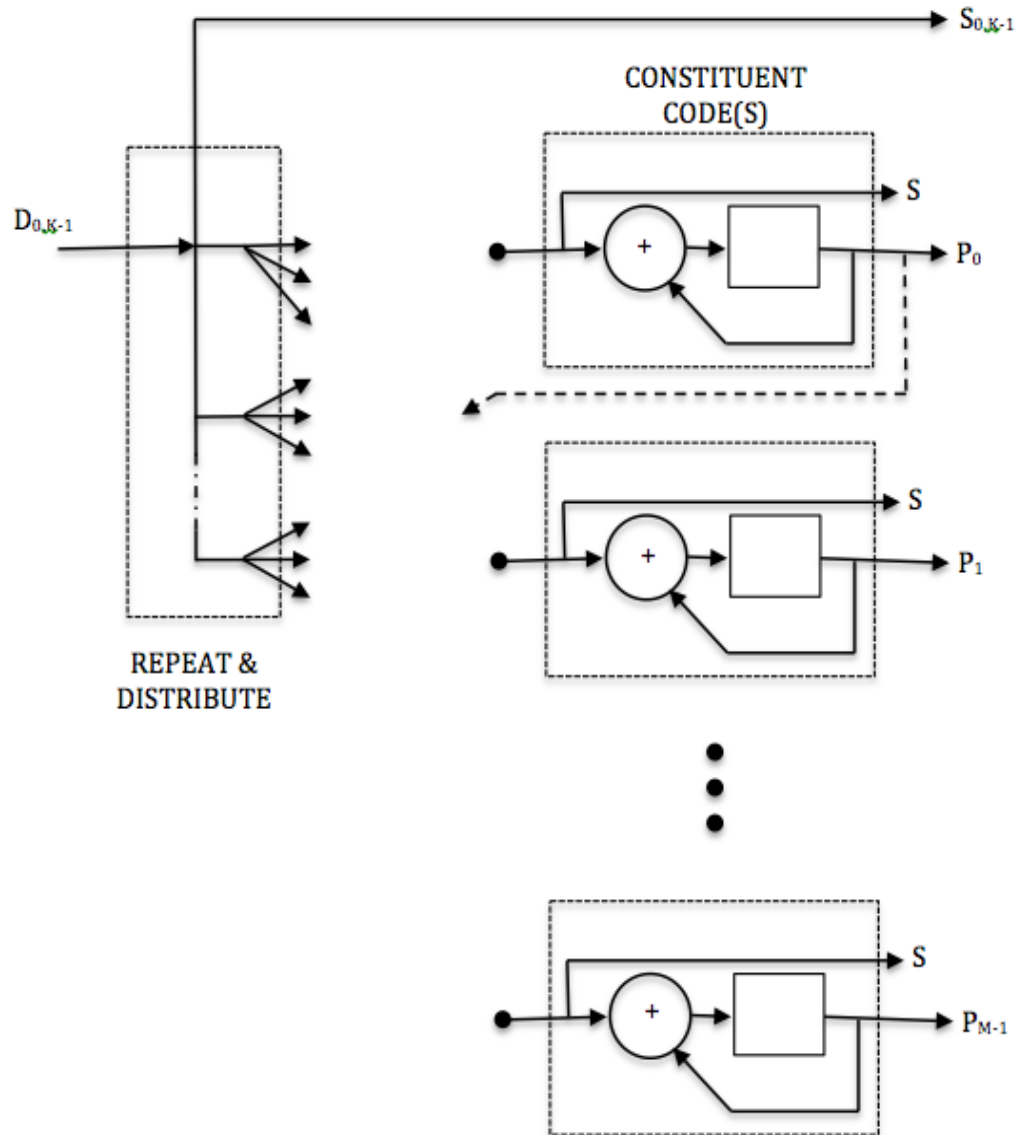 S0,K-1
CONSTITUENT
CODE(S)
S
D0,K-1
+
P0
S
+
P1
REPEAT &
DISTRIBUTE
S
+
PM-1